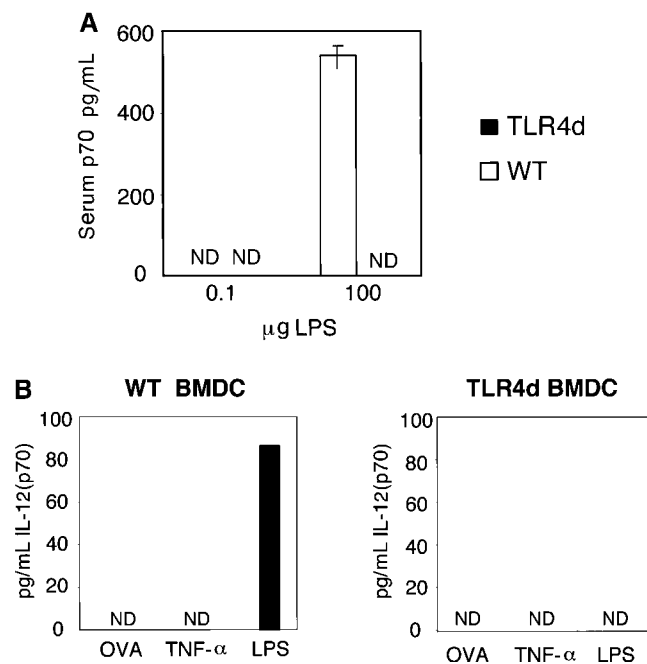 A
Serum p70 pg/mL
600
400
200
0
ND ND
ND
0.1 100
μg LPS
TLR4d
WT
B
WT BMDC
pg/mL IL-12(p70)
100
80
60
40
20
0
ND ND
OVA TNF-α LPS
TLR4d BMDC
pg/mL IL-12(p70)
100
80
60
40
20
0
ND ND ND
OVA TNF-α LPS